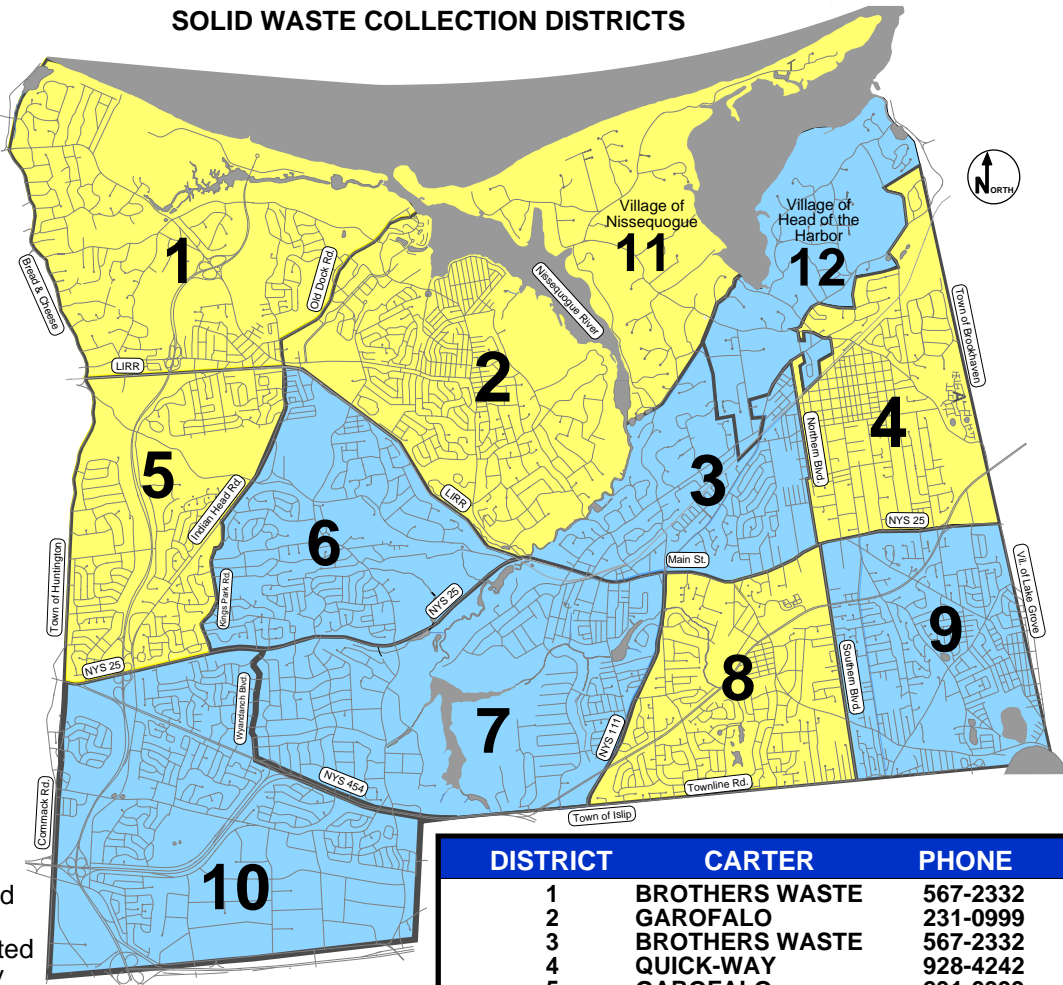 SOLID WASTE COLLECTION DISTRICTS
NORTH
Village of
Nissequogue
11
Village of
Head of the
Harbor
12
1
Old Dock Rd.
Bread & Cheese
Nissequogue River
Town of Brookhaven
LIRR
2
4
Northern Blvd.
5
Indian Head Rd.
3
LIRR
NYS 25
6
Main St.
Town of Huntington
Kings Park Rd.
NYS 25
Vill. of Lake Grove
9
NYS 25
8
Southern Blvd.
Wyandanch Blvd.
7
NYS 111
NYS 454
Townline Rd.
Town of Islip
Commack Rd.
10
DISTRICT CARTER PHONE
1 BROTHERS WASTE 567-2332
2 GAROFALO 231-0999
3 BROTHERS WASTE 567-2332
4 QUICK-WAY 928-4242